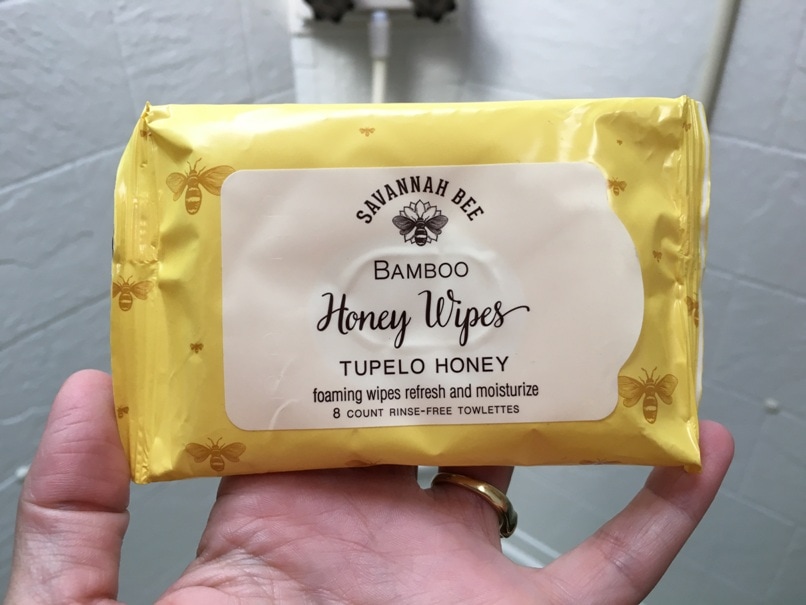 SAVANNAH BEE
BAMBOO
Honey Wipes
TUPELO HONEY
foaming wipes refresh and moisturize
8 COUNT RINSE-FREE TOWLETTES